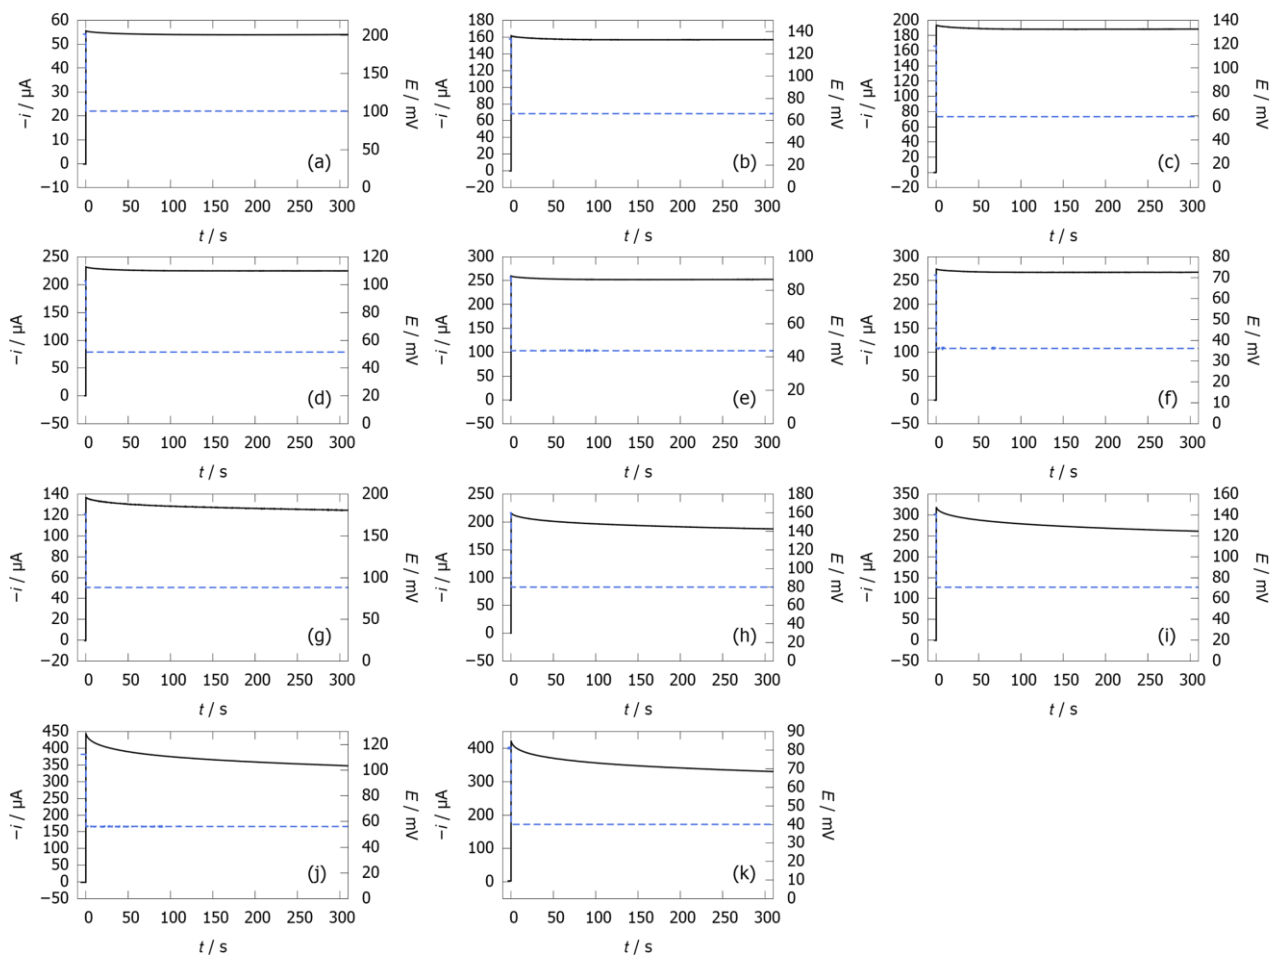 60 50 40 30 20 10 0 −10
−i / μA
200 150 100 50 0
E / mV
(a)
0 50 100 150 200 250 300
t / s
180 160 140 120 100 80 60 40 20 0 −20
−i / μA
140 120 100 80 60 40 20 0
E / mV
(b)
0 50 100 150 200 250 300
t / s
200 180 160 140 120 100 80 60 40 20 0 −20
−i / μA
140 120 100 80 60 40 20 0
E / mV
(c)
0 50 100 150 200 250 300
t / s
250 200 150 100 50 0 −50
−i / μA
120 100 80 60 40 20 0
E / mV
(d)
0 50 100 150 200 250 300
t / s
300 250 200 150 100 50 0 −50
−i / μA
100 80 60 40 20 0
E / mV
(e)
0 50 100 150 200 250 300
t / s
300 250 200 150 100 50 0 −50
−i / μA
80 70 60 50 40 30 20 10 0
E / mV
(f)
0 50 100 150 200 250 300
t / s
140 120 100 80 60 40 20 0 −20
−i / μA
200 150 100 50 0
E / mV
(g)
0 50 100 150 200 250 300
t / s
250 200 150 100 50 0 −50
−i / μA
180 160 140 120 100 80 60 40 20 0
E / mV
(h)
0 50 100 150 200 250 300
t / s
350 300 250 200 150 100 50 0 −50
−i / μA
160 140 120 100 80 60 40 20 0
E / mV
(i)
0 50 100 150 200 250 300
t / s
450 400 350 300 250 200 150 100 50 0 −50
−i / μA
120 100 80 60 40 20 0
E / mV
(j)
0 50 100 150 200 250 300
t / s
400 300 200 100 0
−i / μA
90 80 70 60 50 40 30 20 10 0
E / mV
(k)
0 50 100 150 200 250 300
t / s